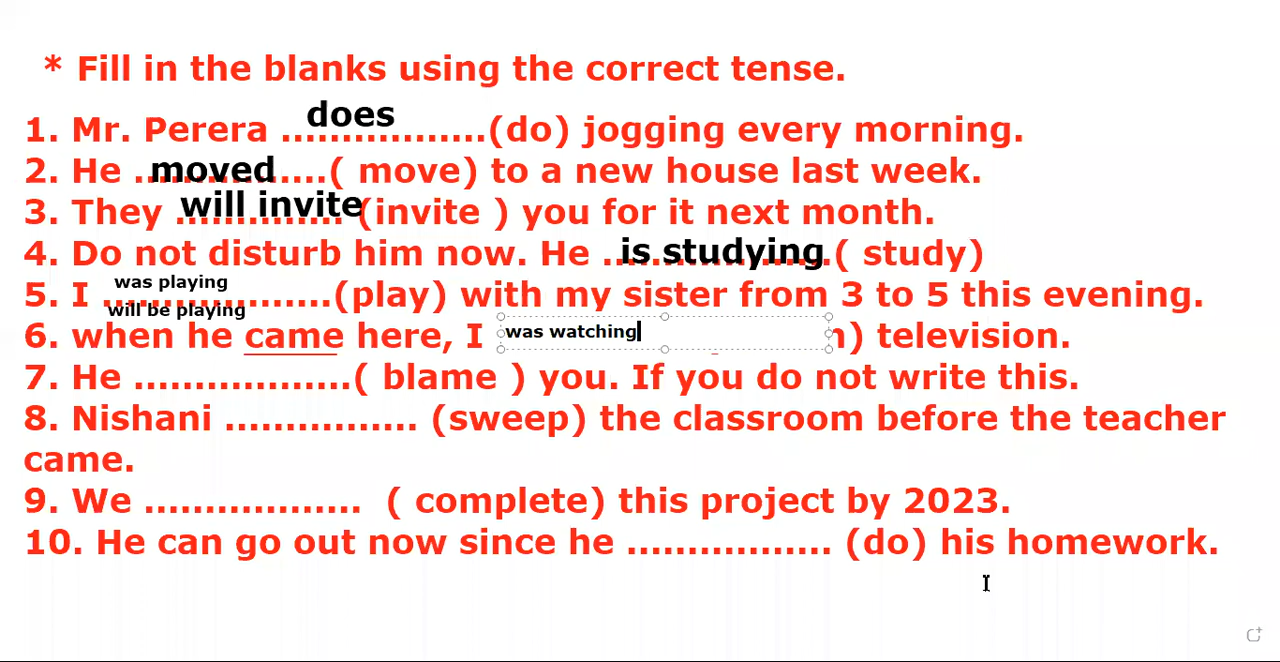 * Fill in the blanks using the correct tense.
1. Mr. Perera does .................(do) jogging every morning.
2. He moved ................( move) to a new house last week.
3. They will invite .............. (invite ) you for it next month.
4. Do not disturb him now. He is studying ...................( study)
was playing
5. I ...................(play) with my sister from 3 to 5 this evening.
will be playing
6. when he came here, I was watching n) television.
7. He ..................( blame ) you. If you do not write this.
8. Nishani ................ (sweep) the classroom before the teacher
came.
9. We .................. ( complete) this project by 2023.
10. He can go out now since he ................. (do) his homework.